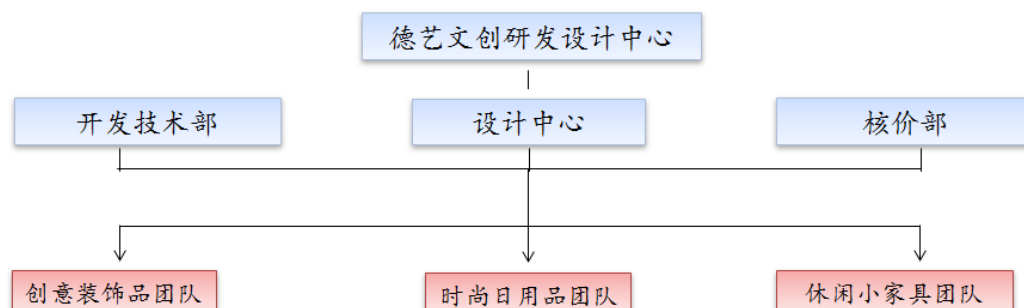 德艺文创研发设计中心
开发技术部
设计中心
核价部
创意装饰品团队
时尚日用品团队
休闲小家具团队